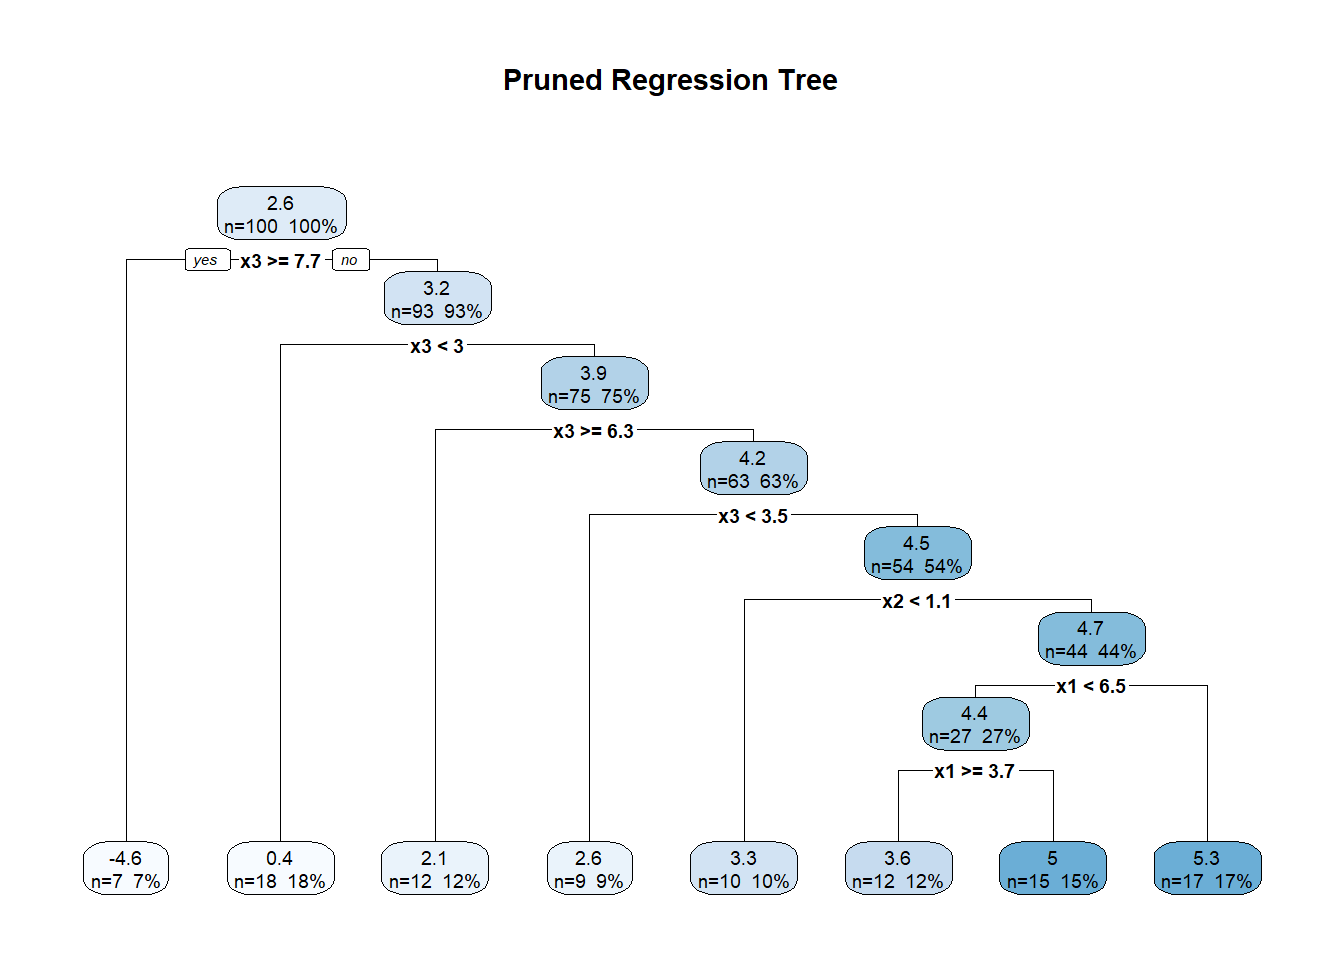 Pruned Regression Tree
2.6
n=100 100%
yes x3 >= 7.7 no
3.2
n=93 93%
x3 < 3
3.9
n=75 75%
x3 >= 6.3
4.2
n=63 63%
x3 < 3.5
4.5
n=54 54%
x2 < 1.1
4.7
n=44 44%
x1 < 6.5
4.4
n=27 27%
x1 >= 3.7
-4.6
n=7 7%
0.4
n=18 18%
2.1
n=12 12%
2.6
n=9 9%
3.3
n=10 10%
3.6
n=12 12%
5
n=15 15%
5.3
n=17 17%